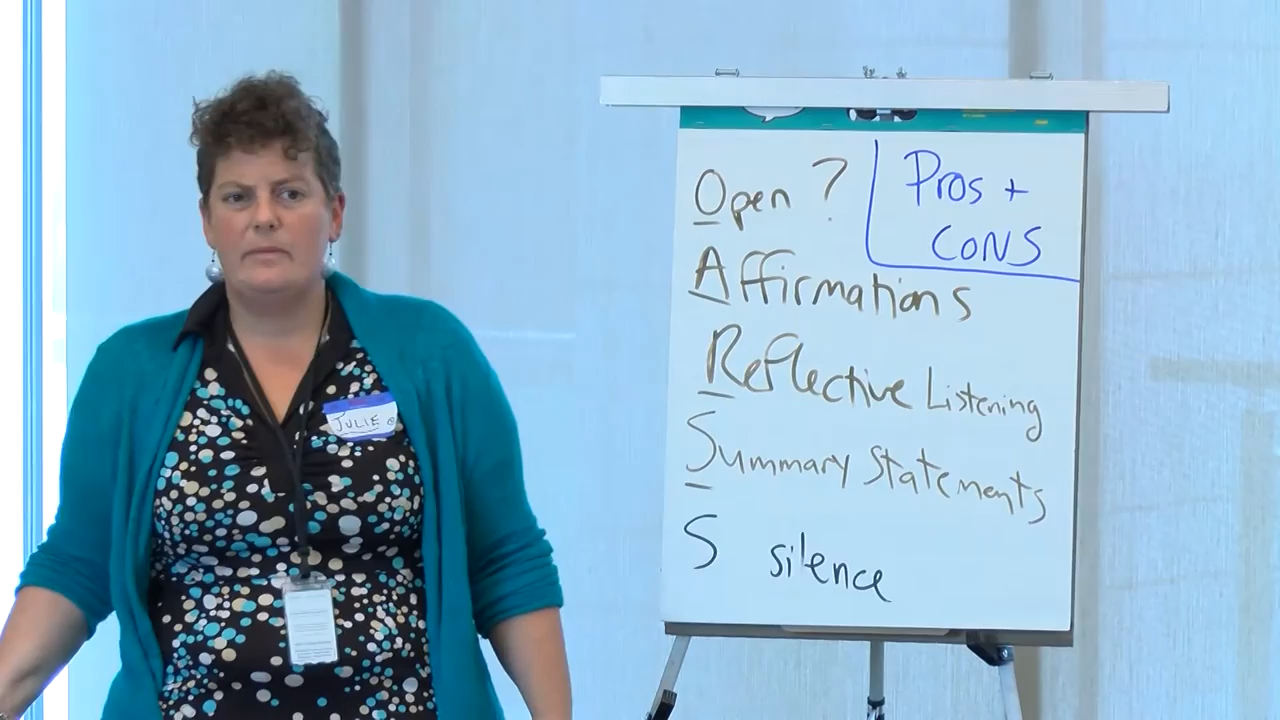 JULIE
Open ?
Pros +
CONS
Affirmations
Reflective Listening
Summary Statements
S silence